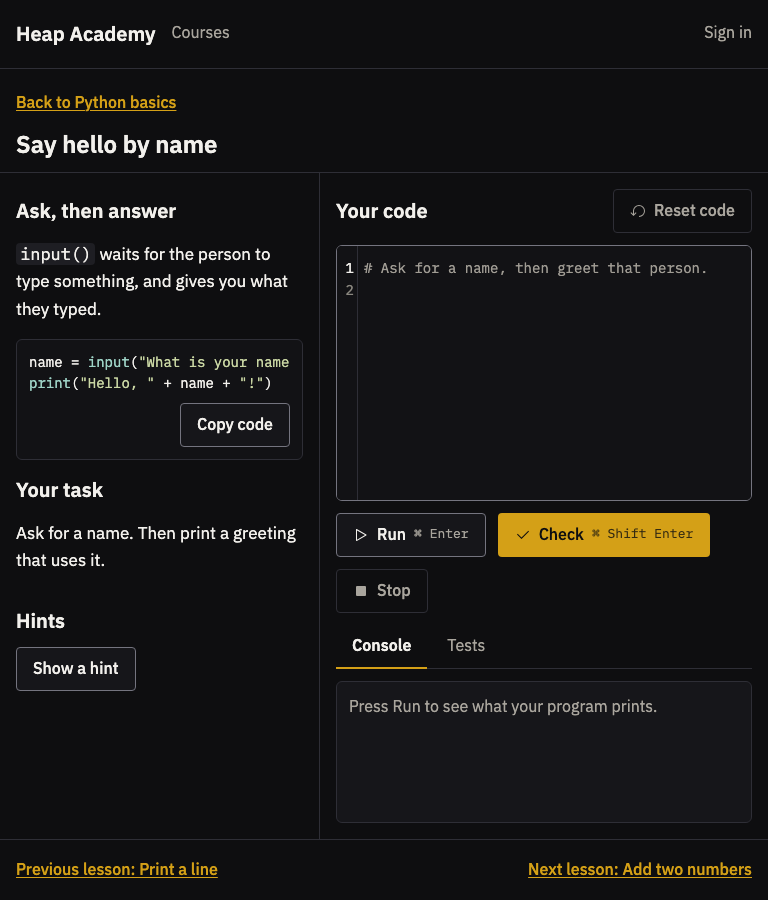 Heap Academy Courses Sign in
Back to Python basics
Say hello by name
Ask, then answer
input() waits for the person to
type something, and gives you what
they typed.
name = input("What is your name
print("Hello, " + name + "!")
Copy code
Your task
Ask for a name. Then print a greeting
that uses it.
Hints
Show a hint
Your code
Reset code
1 # Ask for a name, then greet that person.
2
Run ⌘ Enter
Check ⌘ Shift Enter
Stop
Console Tests
Press Run to see what your program prints.
Previous lesson: Print a line
Next lesson: Add two numbers